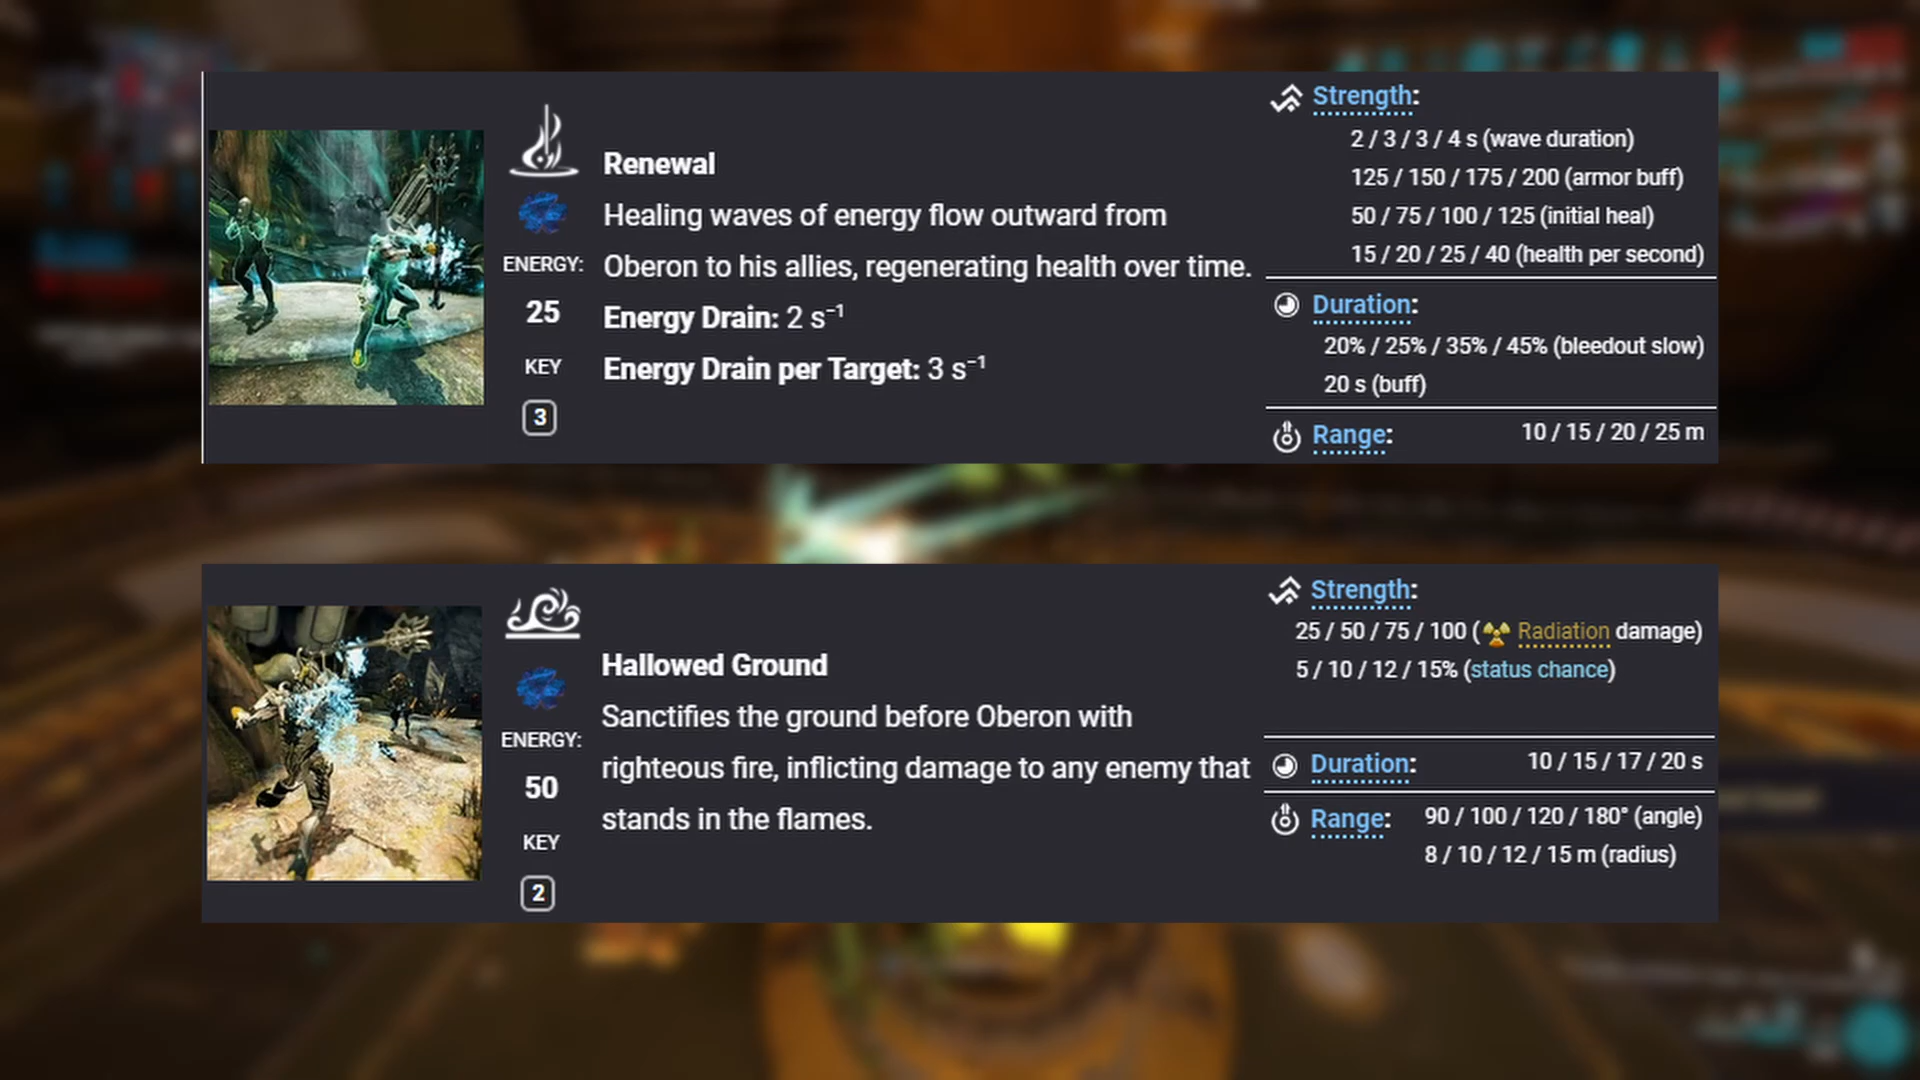 Renewal
Healing waves of energy flow outward from
Oberon to his allies, regenerating health over time.
Energy Drain: 2 s⁻¹
Energy Drain per Target: 3 s⁻¹
ENERGY:
25
KEY
3
Strength:
2 / 3 / 3 / 4 s (wave duration)
125 / 150 / 175 / 200 (armor buff)
50 / 75 / 100 / 125 (initial heal)
15 / 20 / 25 / 40 (health per second)
Duration:
20% / 25% / 35% / 45% (bleedout slow)
20 s (buff)
Range: 10 / 15 / 20 / 25 m
Hallowed Ground
Sanctifies the ground before Oberon with
righteous fire, inflicting damage to any enemy that
stands in the flames.
ENERGY:
50
KEY
2
Strength:
25 / 50 / 75 / 100 ( Radiation damage)
5 / 10 / 12 / 15% (status chance)
Duration: 10 / 15 / 17 / 20 s
Range: 90 / 100 / 120 / 180° (angle)
8 / 10 / 12 / 15 m (radius)